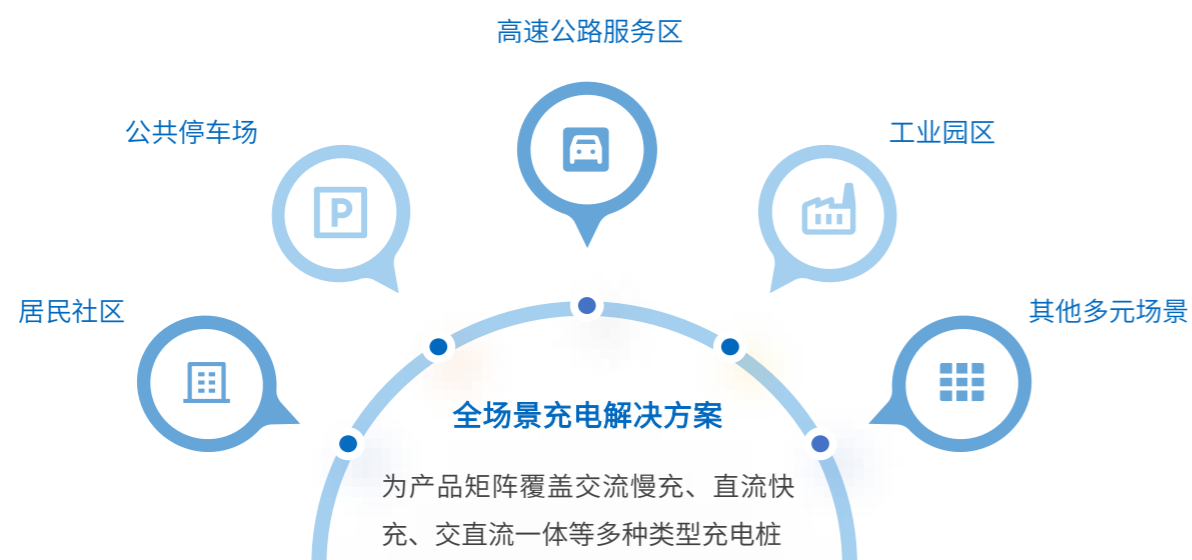 高速公路服务区
公共停车场
工业园区
P
居民社区
其他多元场景
全场景充电解决方案
为产品矩阵覆盖交流慢充、直流快
充、交直流一体等多种类型充电桩